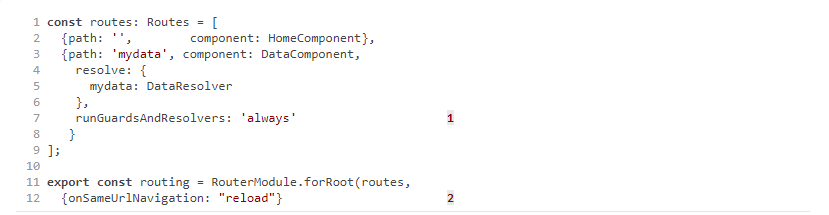 1 const routes: Routes = [
2   {path: '',        component: HomeComponent},
3   {path: 'mydata', component: DataComponent,
4     resolve: {
5       mydata: DataResolver
6     },
7     runGuardsAndResolvers: 'always'                      1
8    }
9 ];
10
11 export const routing = RouterModule.forRoot(routes,
12   {onSameUrlNavigation: "reload"}                        2